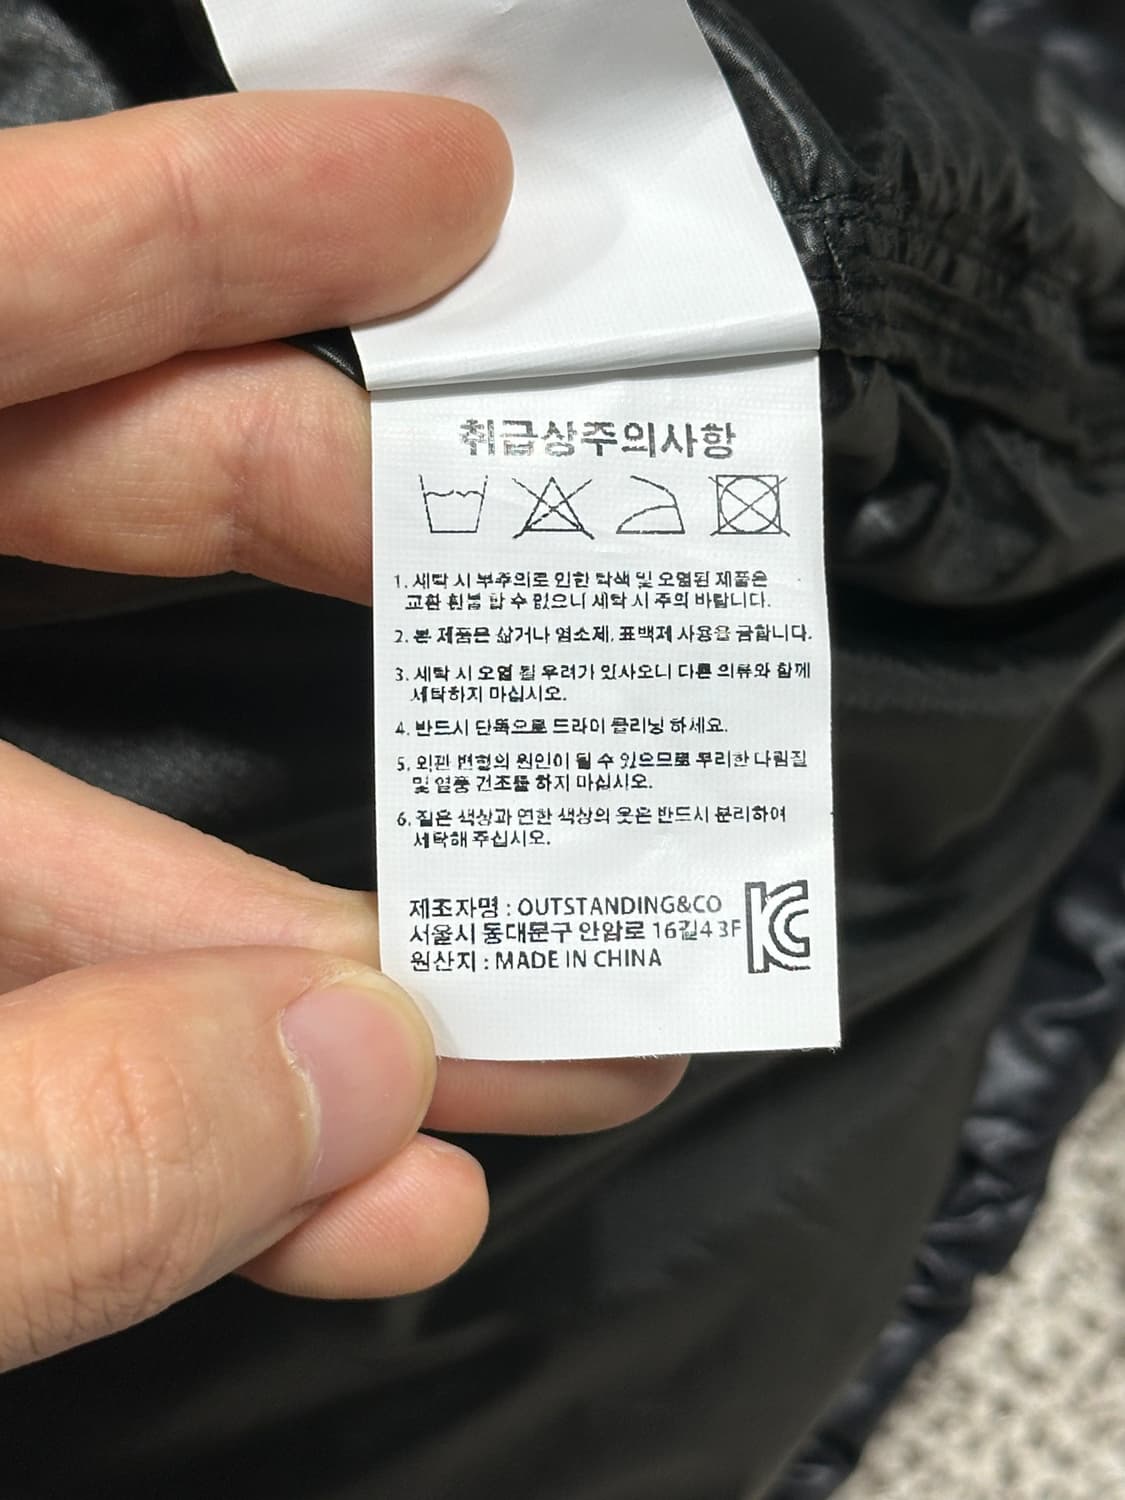 취급상주의사항
1. 세탁 시 부주의로 인한 탁색 및 오염된 제품은
교환 환불 할 수 없으니 세탁 시 주의 바랍니다.
2. 본 제품은 삶거나 염소제, 표백제 사용을 금합니다.
3. 세탁 시 오염 될 우려가 있사오니 다른 의류와 함께
세탁하지 마십시오.
4. 반드시 단독으로 드라이 클리닝 하세요.
5. 외관 변형의 원인이 될 수 있으므로 무리한 다림질
및 열풍 건조를 하지 마십시오.
6. 짙은 색상과 연한 색상의 옷은 반드시 분리하여
세탁해 주십시오.
제조자명 : OUTSTANDING&CO
서울시 동대문구 안암로 16길4 3F
원산지 : MADE IN CHINA
KC